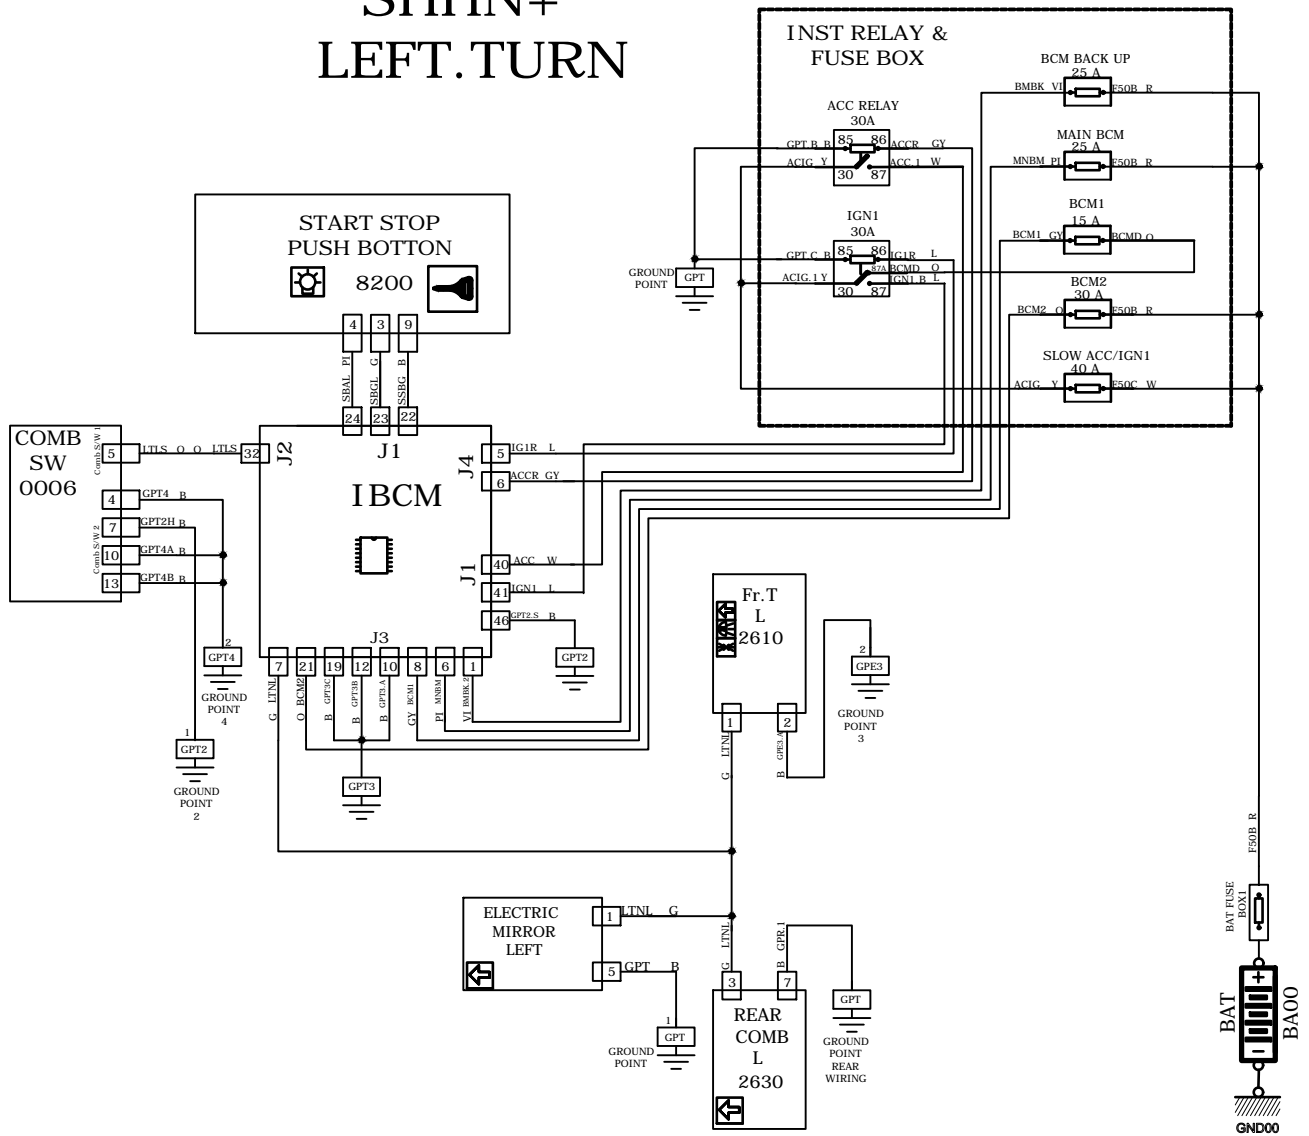 SHHN+
LEFT.TURN
INST RELAY &
FUSE BOX
BCM BACK UP
25 A
BMBK VI
F50B R
ACC RELAY
30A
85 86
GPT.B B
ACCR GY
ACIG Y
ACC.1 W
30 87
MAIN BCM
25 A
MNBM PI
F50B R
BCM1
15 A
BCM1 GY
BCMD O
IGN1
30A
85 86
GPT.C B
IG1R L
87A BCMD O
ACIG.1 Y
IGN1.B L
30 87
BCM2
30 A
BCM2 O
F50B R
SLOW ACC/IGN1
40 A
ACIG Y
F50C W
GROUND
POINT
GPT
START STOP
PUSH BOTTON
8200
4 3 9
SBAL PI
SBGL G
SSBG B
24 23 22
COMB
SW
0006
Comb.S/W 1
Comb.S/W 2
5
LTLS O O LTLS
32
4
GPT4 B
7
GPT2H B
10
GPT4A B
13
GPT4B B
J2
J1
J4
IBCM
5
IG1R L
6
ACCR GY
J1
40
ACC W
41
IGN1 L
46
GPT2.S B
GPT2
J3
7 21 19 12 10 8 6 1
G LTNL
O BCM2
B GPT3C
B GPT3B
B GPT3.A
GY BCM1
PI MNBM
VI BMBK.2
2
GPT4
GROUND
POINT
4
1
GPT2
GROUND
POINT
2
GPT3
Fr.T
L
2610
1 2
G LTNL
B GPE3.A
2
GPE3
GROUND
POINT
3
ELECTRIC
MIRROR
LEFT
1
LTNL G
5
GPT B
1
GPT
GROUND
POINT
G LTNL
B GPR.1
3 7
REAR
COMB
L
2630
GPT
GROUND
POINT
REAR
WIRING
F50B R
BAT FUSE
BOX1
BAT
+
−
BA00
GND00